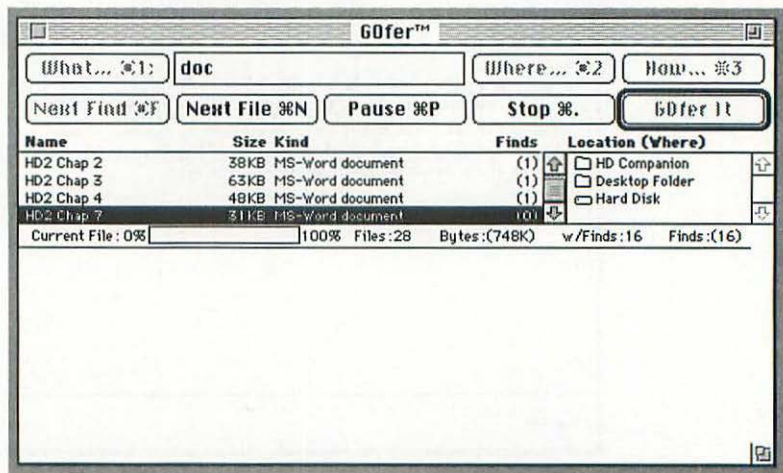 GOfer™
What... ⌘1: doc Where... ⌘2 How... ⌘3
Next Find ⌘F Next File ⌘N Pause ⌘P Stop ⌘. GOfer It
Name Size Kind Finds Location (Where)
HD2 Chap 2 38KB MS-Word document (1) HD Companion
HD2 Chap 3 63KB MS-Word document (1) Desktop Folder
HD2 Chap 4 48KB MS-Word document (1) Hard Disk
HD2 Chap 7 31KB MS-Word document (0)
Current File: 0% 100% Files:28 Bytes:(748K) w/Finds:16 Finds:(16)